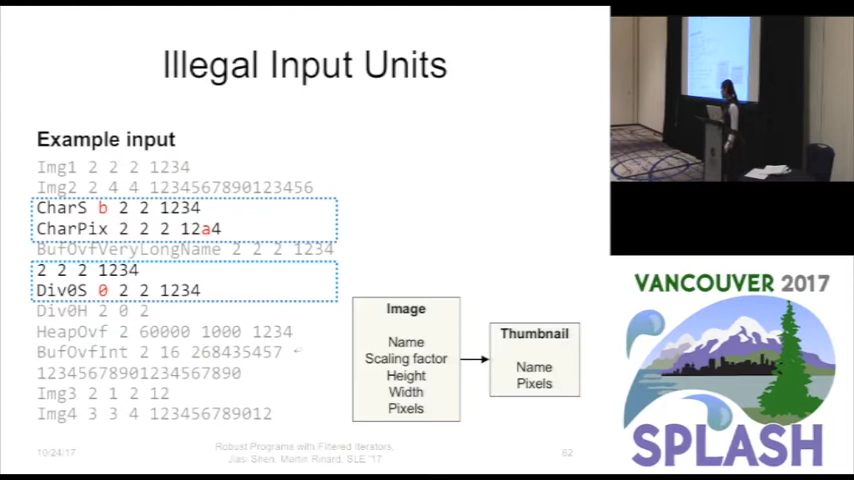 Illegal Input Units
Example input
Img1 2 2 2 1234
Img2 2 4 4 1234567890123456
CharS b 2 2 1234
CharPix 2 2 2 12a4
BufOvfVeryLongName 2 2 2 1234
2 2 2 1234
Div0S 0 2 2 1234
Div0H 2 0 2
HeapOvf 2 60000 1000 1234
BufOvfInt 2 16 268435457 ↩
12345678901234567890
Img3 2 1 2 12
Img4 3 3 4 123456789012
Image
Name
Scaling factor
Height
Width
Pixels
Thumbnail
Name
Pixels
10/24/17
Robust Programs with Filtered Iterators,
Jiasi Shen, Martin Rinard, SLE '17
62
VANCOUVER 2017
SPLASH